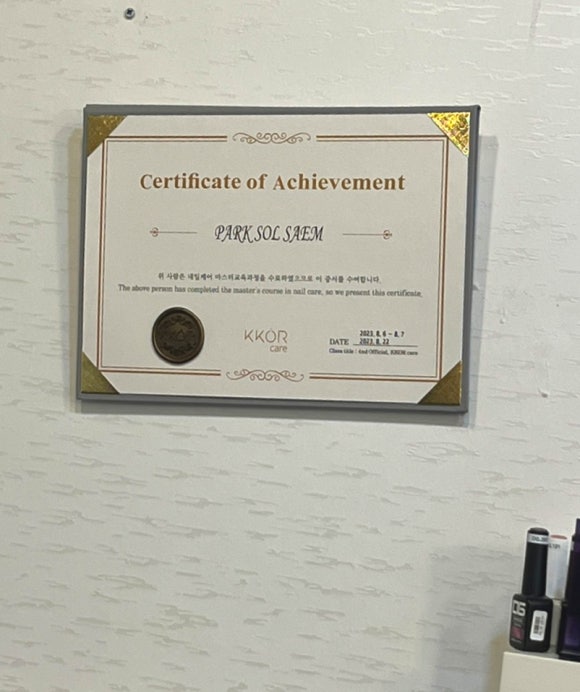 Certificate of Achievement
PARK SOL SAEM
위 사람은 네일케어 마스터교육과정을 수료하였으므로 이 증서를 수여합니다.
The above person has completed the master's course in nail care, so we present this certificate.
KKOR
care
2023. 8. 6 ~ 8. 7
DATE 2023. 8. 22
Class title : 42nd Official, KKOR care